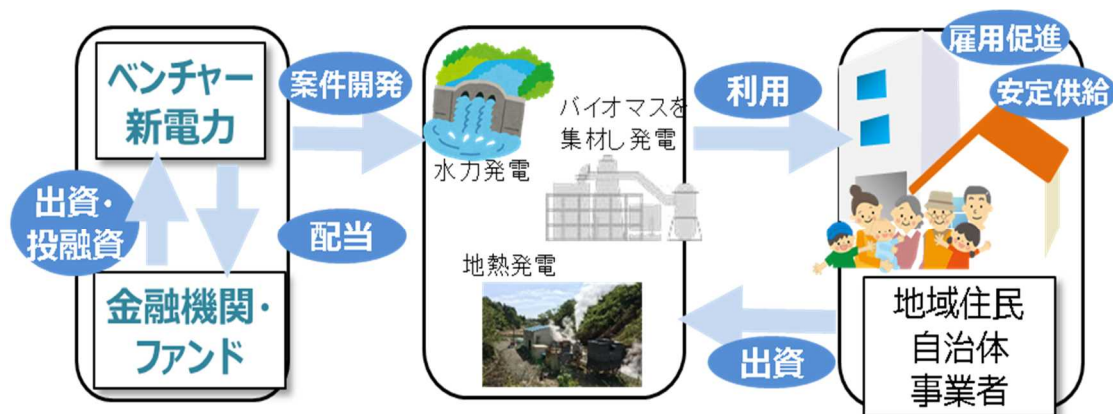 ベンチャー
新電力
案件開発
出資・
投融資
配当
金融機関・
ファンド
水力発電
バイオマスを
集材し発電
地熱発電
利用
雇用促進
安定供給
出資
地域住民
自治体
事業者